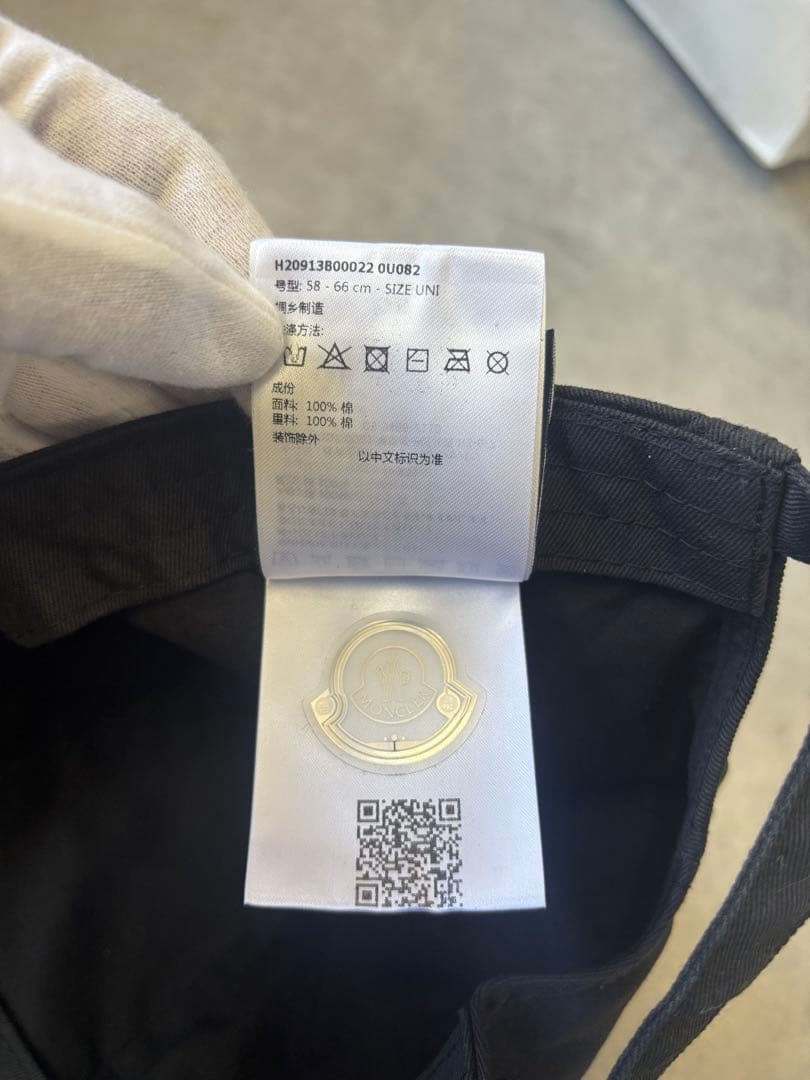 H20913B00022 0U082
号型: 58 - 66 cm - SIZE UNI
制造
涤方法:
成份
面料: 100% 棉
里料: 100% 棉
装饰除外
以中文标识为准
MONCLER